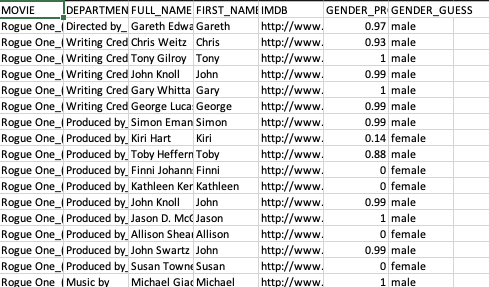 MOVIE DEPARTMEN FULL_NAME FIRST_NAME IMDB GENDER_PR GENDER_GUESS
Rogue One_( Directed by_ Gareth Edwa Gareth http://www. 0.97 male
Rogue One_( Writing Cred Chris Weitz Chris http://www. 0.93 male
Rogue One_( Writing Cred Tony Gilroy Tony http://www. 1 male
Rogue One_( Writing Cred John Knoll John http://www. 0.99 male
Rogue One_( Writing Cred Gary Whitta Gary http://www. 1 male
Rogue One_( Writing Cred George Luca George http://www. 0.99 male
Rogue One_( Produced by_ Simon Eman Simon http://www. 0.99 male
Rogue One_( Produced by_ Kiri Hart Kiri http://www. 0.14 female
Rogue One_( Produced by_ Toby Heffern Toby http://www. 0.88 male
Rogue One_( Produced by_ Finni Johann Finni http://www. 0 female
Rogue One_( Produced by_ Kathleen Ker Kathleen http://www. 0 female
Rogue One_( Produced by_ John Knoll John http://www. 0.99 male
Rogue One_( Produced by_ Jason D. McG Jason http://www. 1 male
Rogue One_( Produced by_ Allison Shear Allison http://www. 0 female
Rogue One_( Produced by_ John Swartz John http://www. 0.99 male
Rogue One_( Produced by_ Susan Towne Susan http://www. 0 female
Rogue One_( Music by Michael Giac Michael http://www. 1 male